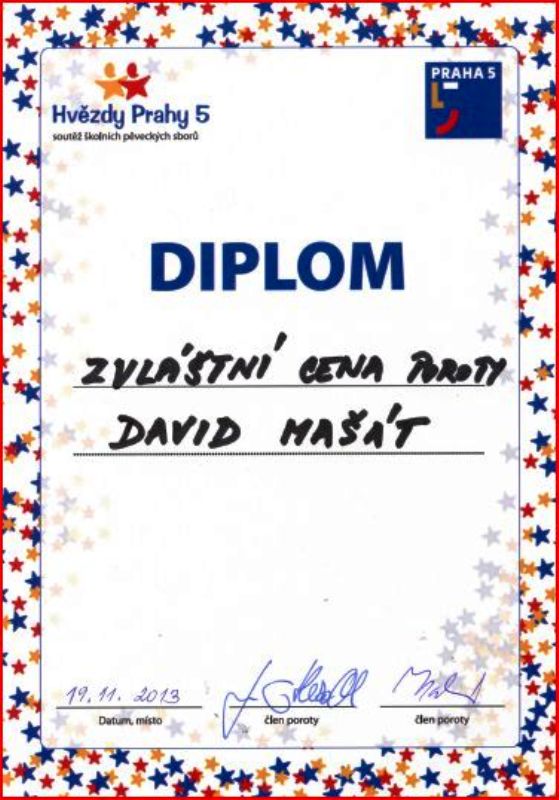 Hvězdy Prahy 5
soutěž školních pěveckých sborů
PRAHA 5
DIPLOM
ZVLÁŠTNÍ CENA POROTY
DAVID MAŠÁT
19.11. 2013
Datum, místo
člen poroty
člen poroty